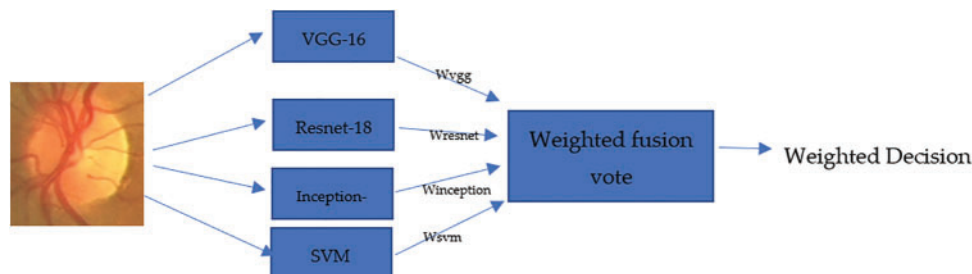 VGG-16
Wvgg
Resnet-18
Wresnet
Inception-
Winception
SVM
Wsvm
Weighted fusion
vote
Weighted Decision